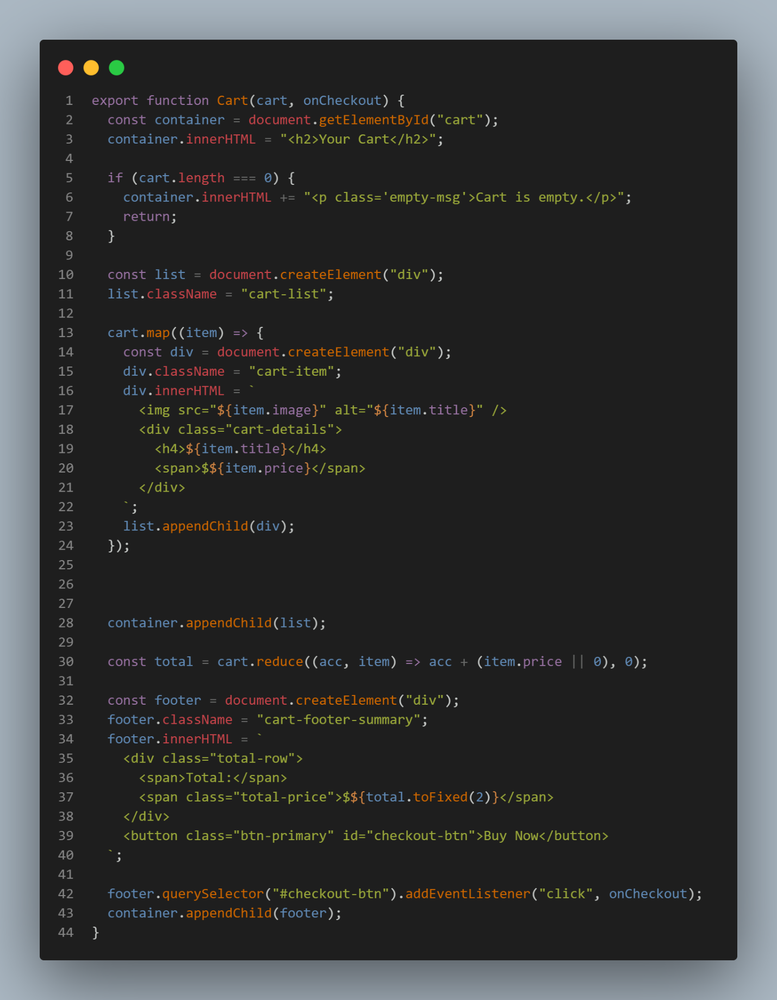 1 export function Cart(cart, onCheckout) {
2   const container = document.getElementById("cart");
3   container.innerHTML = "<h2>Your Cart</h2>";
4
5   if (cart.length === 0) {
6     container.innerHTML += "<p class='empty-msg'>Cart is empty.</p>";
7     return;
8   }
9
10   const list = document.createElement("div");
11   list.className = "cart-list";
12
13   cart.map((item) => {
14     const div = document.createElement("div");
15     div.className = "cart-item";
16     div.innerHTML = `
17       <img src="${item.image}" alt="${item.title}" />
18       <div class="cart-details">
19         <h4>${item.title}</h4>
20         <span>$${item.price}</span>
21       </div>
22     `;
23     list.appendChild(div);
24   });
25
26
27
28   container.appendChild(list);
29
30   const total = cart.reduce((acc, item) => acc + (item.price || 0), 0);
31
32   const footer = document.createElement("div");
33   footer.className = "cart-footer-summary";
34   footer.innerHTML = `
35     <div class="total-row">
36       <span>Total:</span>
37       <span class="total-price">$${total.toFixed(2)}</span>
38     </div>
39     <button class="btn-primary" id="checkout-btn">Buy Now</button>
40   `;
41
42   footer.querySelector("#checkout-btn").addEventListener("click", onCheckout);
43   container.appendChild(footer);
44 }